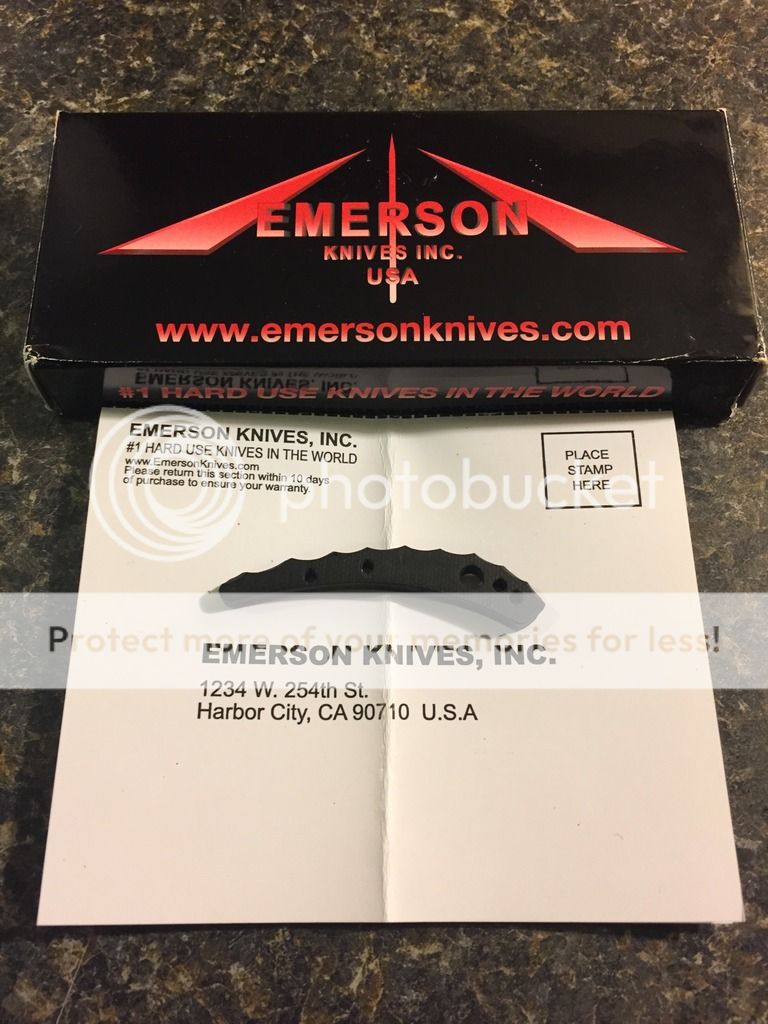 EMERSON
KNIVES INC.
USA
www.emersonknives.com
EMERSON KNIVES, INC.
#1 HARD USE KNIVES IN THE WORLD
EMERSON KNIVES, INC.
#1 HARD USE KNIVES IN THE WORLD
www.EmersonKnives.com
Please return this section within 10 days
of purchase to ensure your warranty.
PLACE
STAMP
HERE
photobucket
Protect more of your memories for less!
EMERSON KNIVES, INC.
1234 W. 254th St.
Harbor City, CA 90710 U.S.A